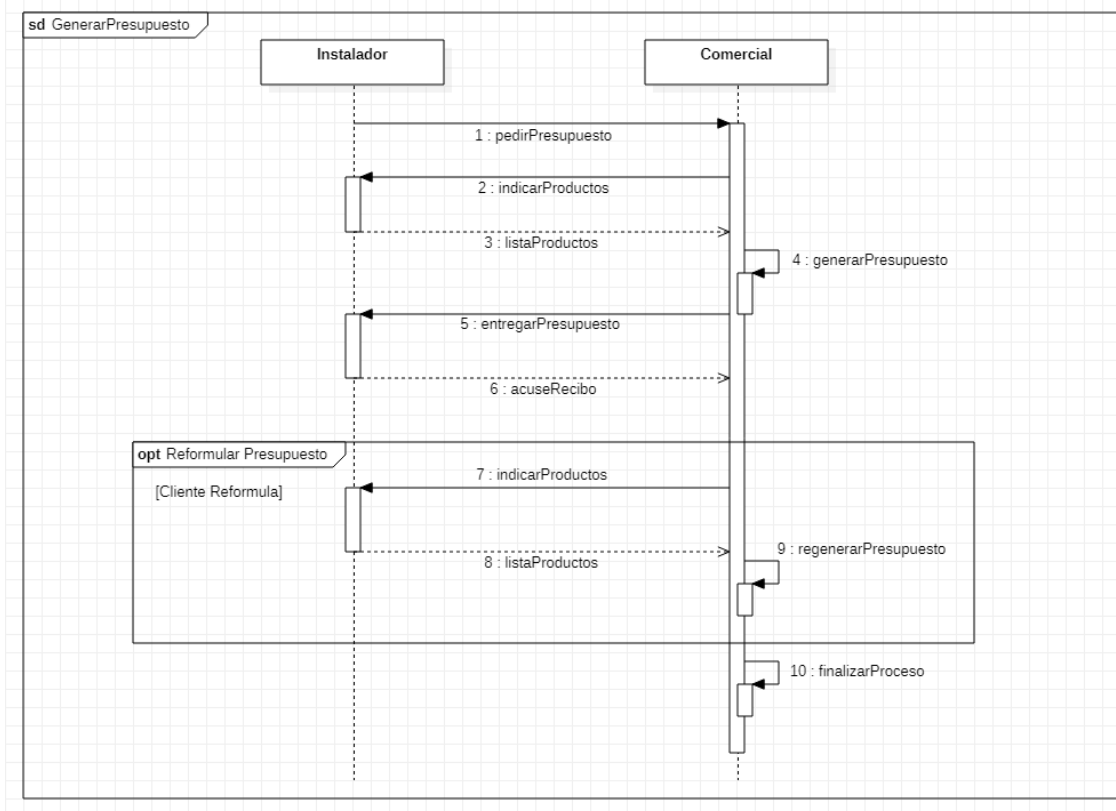 sd GenerarPresupuesto
Instalador
Comercial
1 : pedirPresupuesto
2 : indicarProductos
3 : listaProductos
4 : generarPresupuesto
5 : entregarPresupuesto
6 : acuseRecibo
opt Reformular Presupuesto
7 : indicarProductos
[Cliente Reformula]
9 : regenerarPresupuesto
8 : listaProductos
10 : finalizarProceso